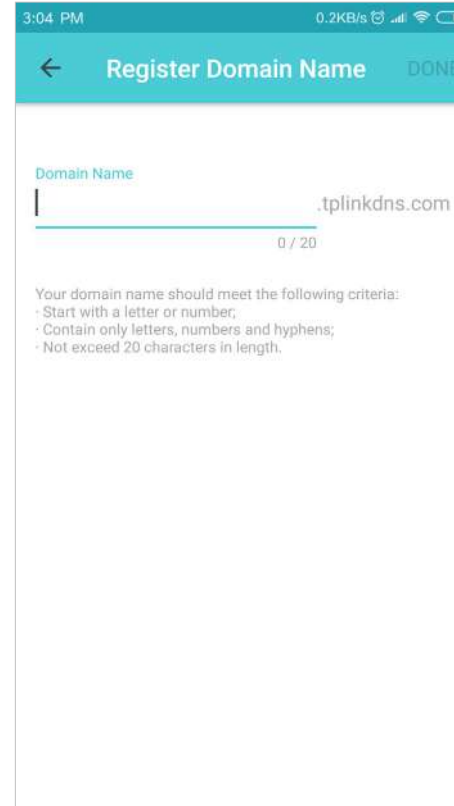 3:04 PM 0.2KB/s
Register Domain Name DONE
Domain Name
.tplinkdns.com
0 / 20
Your domain name should meet the following criteria:
· Start with a letter or number;
· Contain only letters, numbers and hyphens;
· Not exceed 20 characters in length.